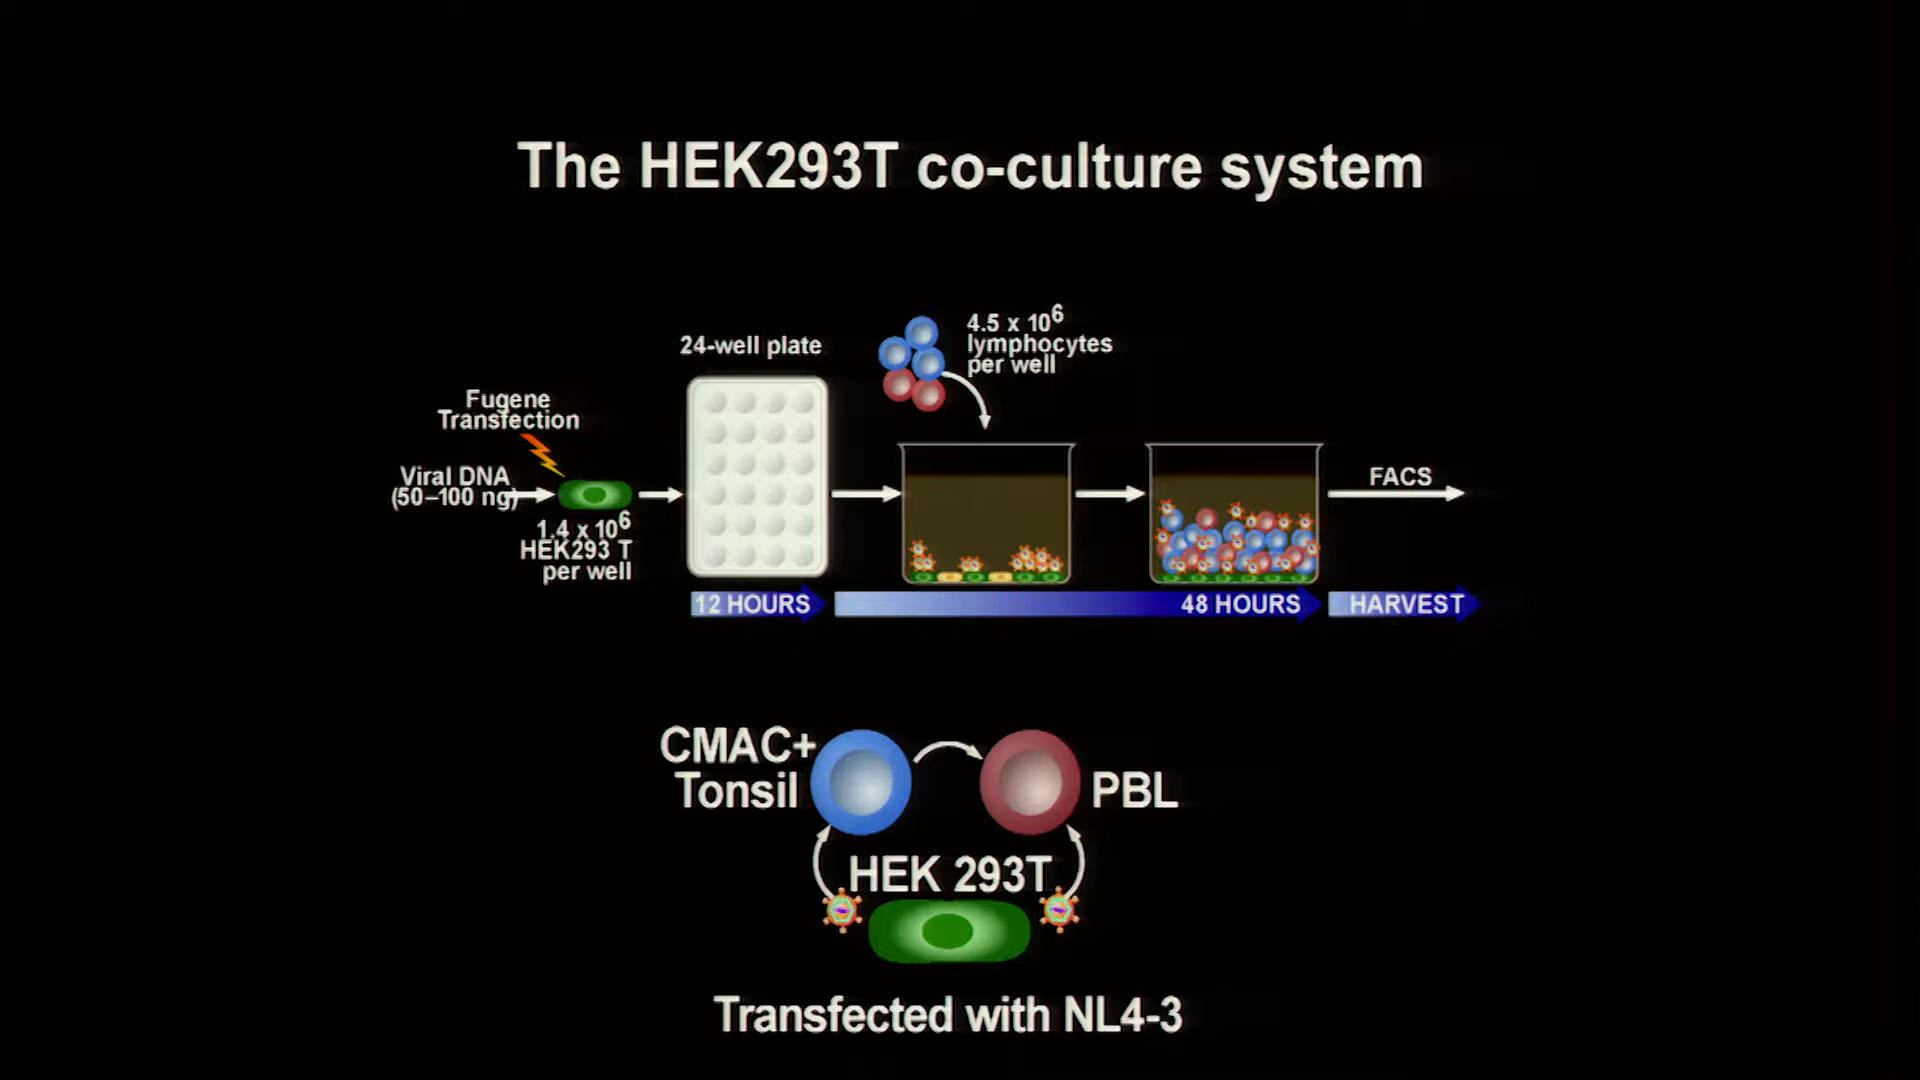 The HEK293T co-culture system
4.5 x 10⁶
lymphocytes
per well
24-well plate
Fugene
Transfection
Viral DNA
(50–100 ng)
1.4 x 10⁶
HEK293 T
per well
FACS
12 HOURS
48 HOURS
HARVEST
CMAC+
Tonsil
PBL
HEK 293T
Transfected with NL4-3